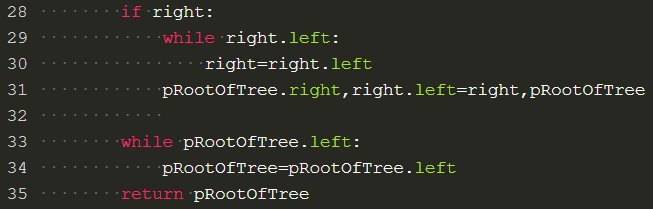 28         if right:
29             while right.left:
30                 right=right.left
31             pRootOfTree.right,right.left=right,pRootOfTree
32
33         while pRootOfTree.left:
34             pRootOfTree=pRootOfTree.left
35         return pRootOfTree